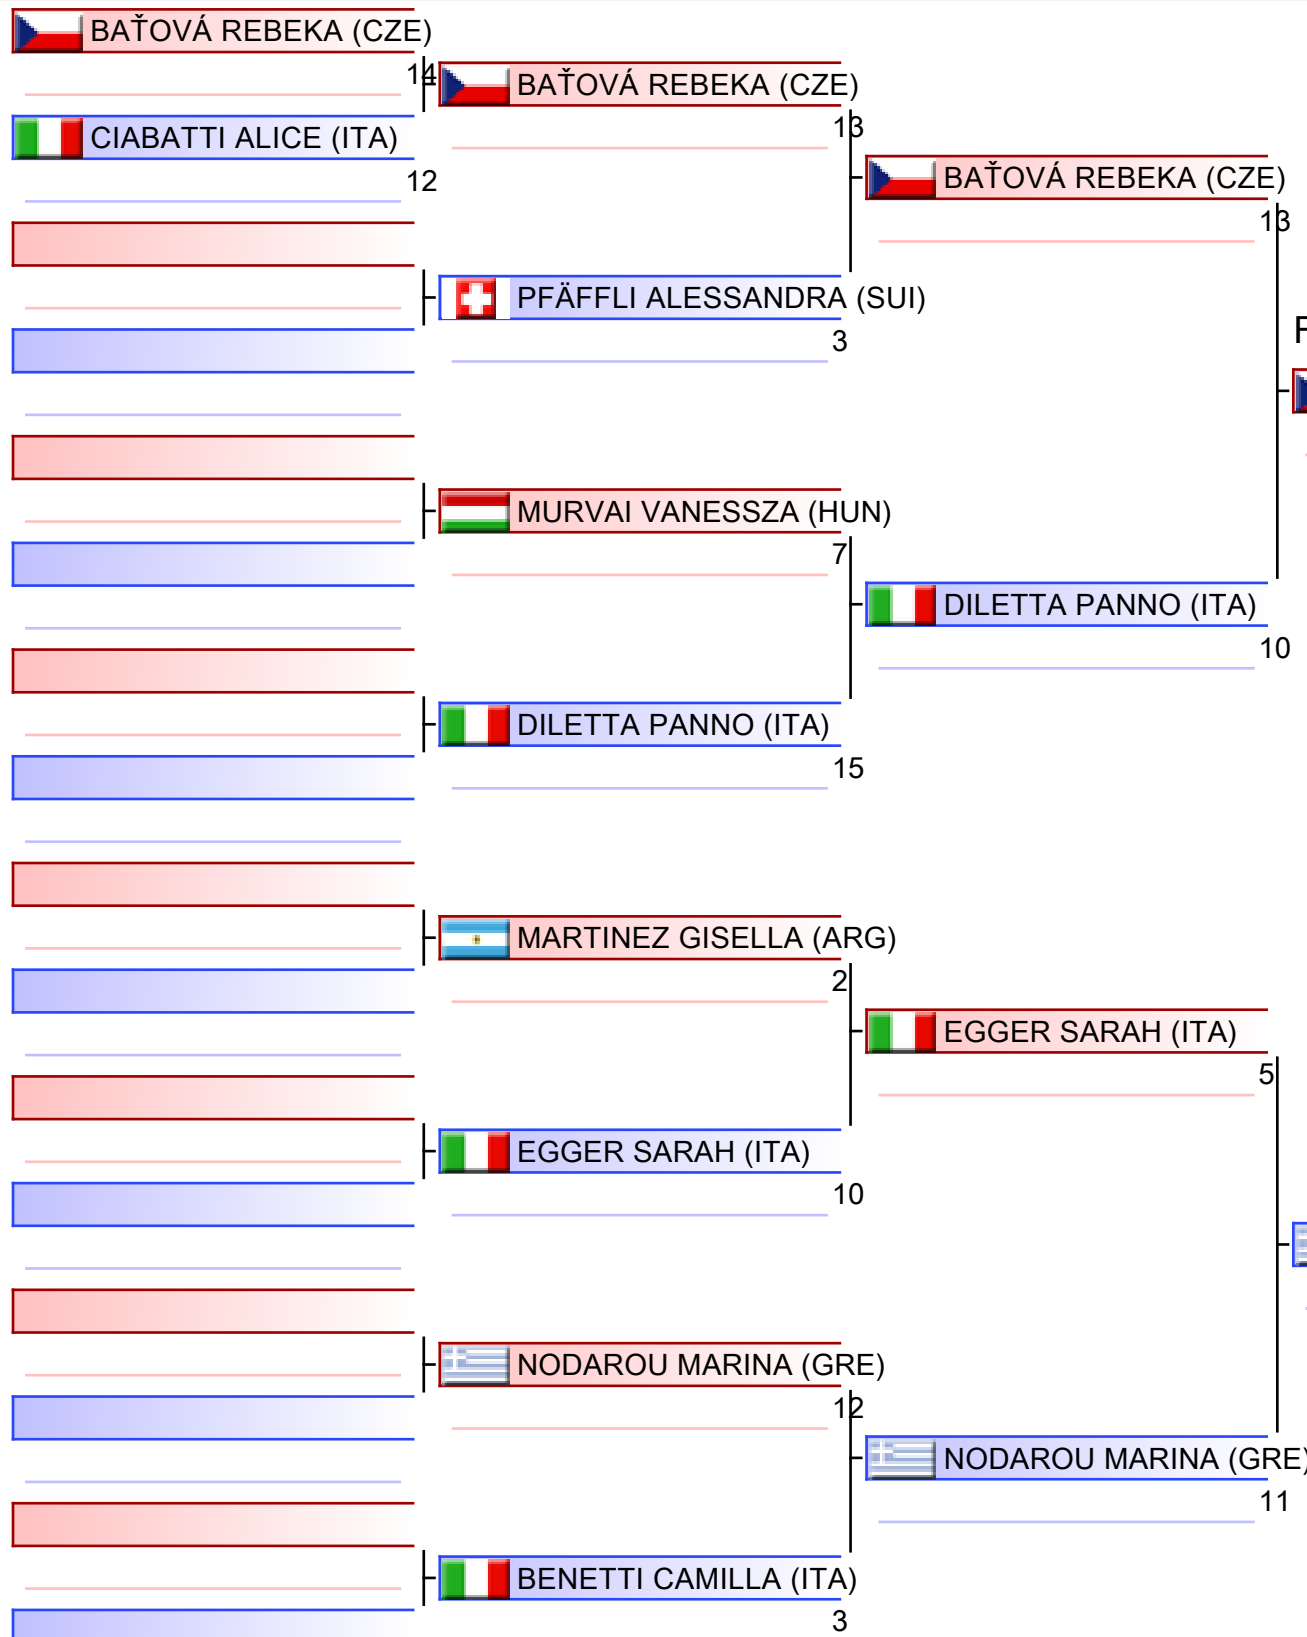 BAŤOVÁ REBEKA (CZE)
14
CIABATTI ALICE (ITA)
12
BAŤOVÁ REBEKA (CZE)
13
PFÄFFLI ALESSANDRA (SUI)
3
MURVAI VANESSZA (HUN)
7
DILETTA PANNO (ITA)
15
MARTINEZ GISELLA (ARG)
2
EGGER SARAH (ITA)
10
NODAROU MARINA (GRE)
12
BENETTI CAMILLA (ITA)
3
BAŤOVÁ REBEKA (CZE)
13
DILETTA PANNO (ITA)
10
EGGER SARAH (ITA)
5
NODAROU MARINA (GRE)
11